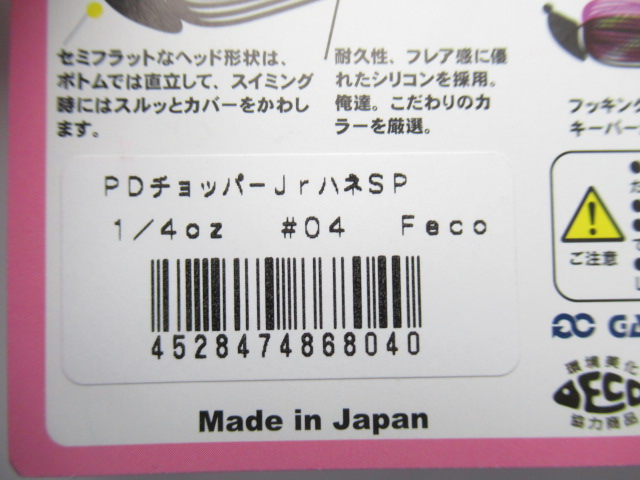 セミフラットなヘッド形状は、
ボトムでは直立して、スイミング
時にはスルッとカバーをかわし
ます。
耐久性、フレア感に優
れたシリコンを採用。
俺達。こだわりのカ
ラーを厳選。
フッキング
キーパー
ご注意
PDチョッパーJrハネSP
1/4oz #04 Feco
4528474868040
環境美化
DECO
協力商品
Made in Japan